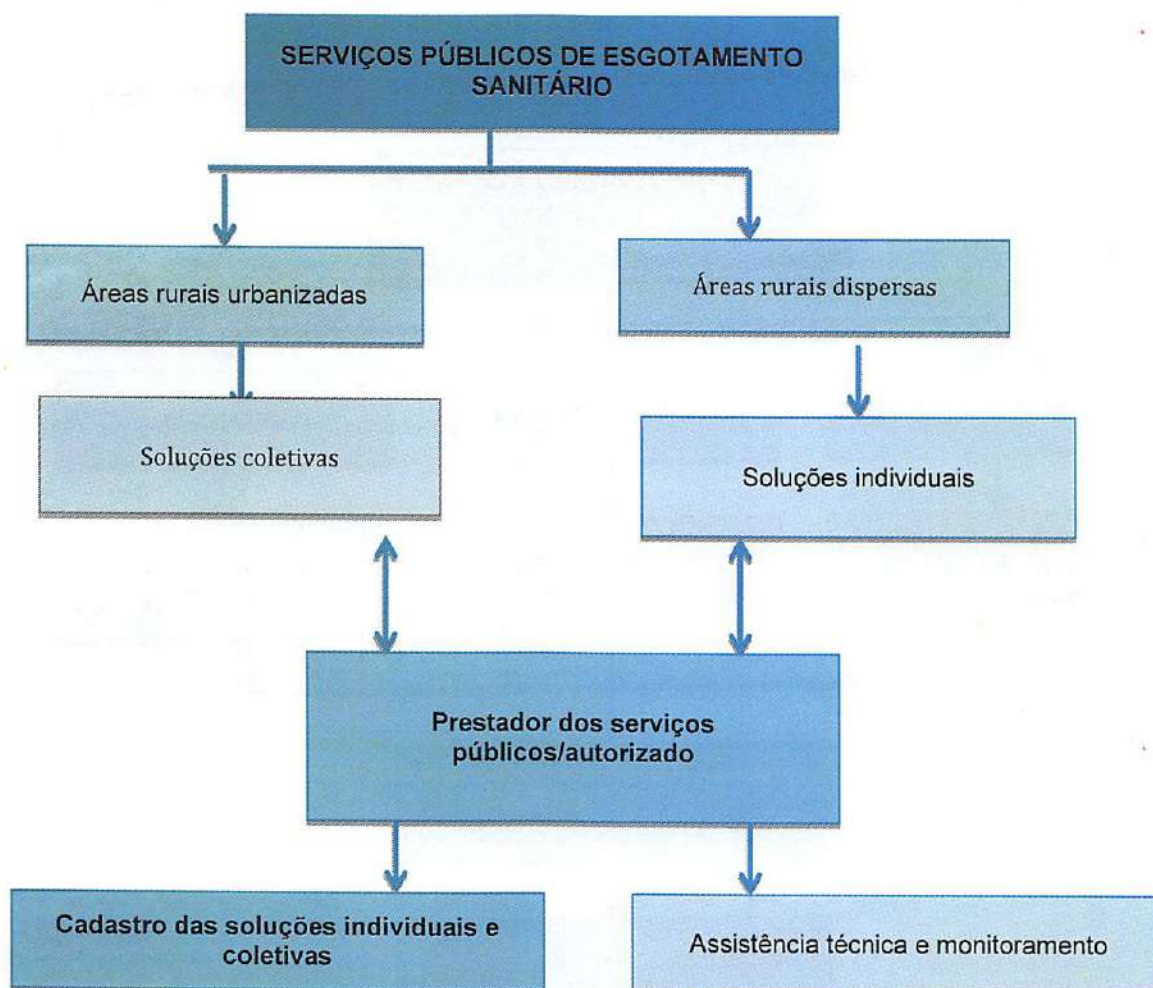 SERVIÇOS PÚBLICOS DE ESGOTAMENTO
SANITÁRIO
Áreas rurais urbanizadas
Áreas rurais dispersas
Soluções coletivas
Soluções individuais
Prestador dos serviços
públicos/autorizado
Cadastro das soluções individuais e
coletivas
Assistência técnica e monitoramento